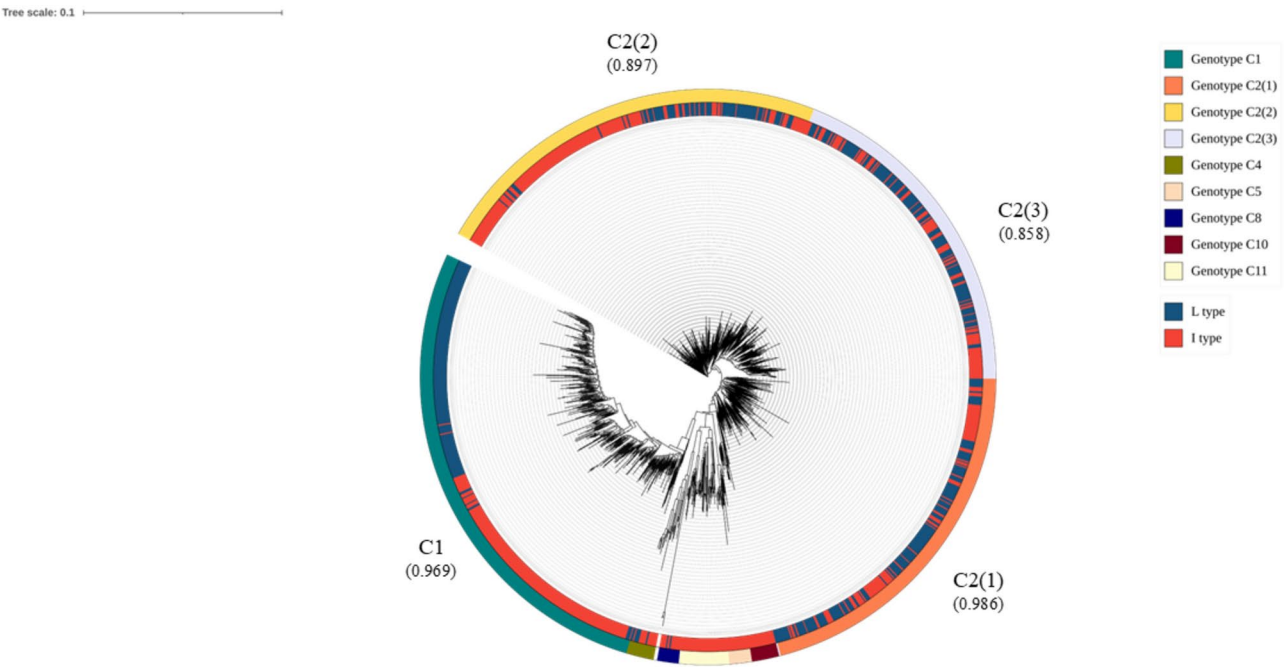 Tree scale: 0.1
C2(2)
(0.897)
C2(3)
(0.858)
C1
(0.969)
C2(1)
(0.986)
Genotype C1
Genotype C2(1)
Genotype C2(2)
Genotype C2(3)
Genotype C4
Genotype C5
Genotype C8
Genotype C10
Genotype C11
L type
I type